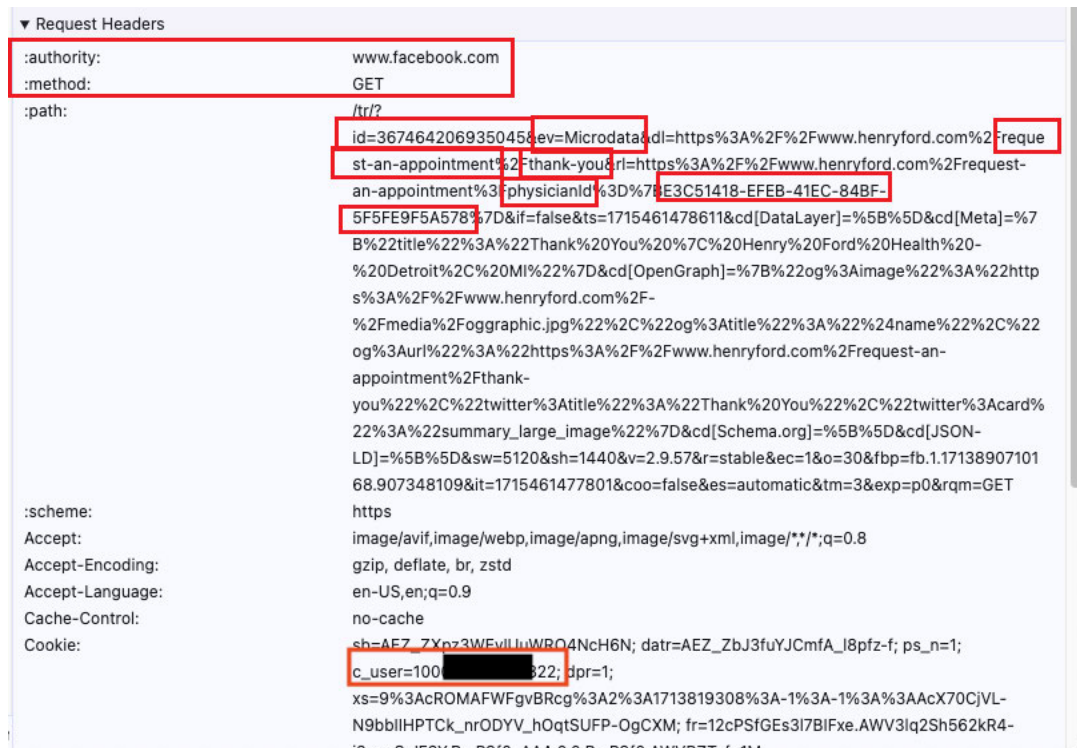 ▼ Request Headers
:authority: www.facebook.com
:method: GET
:path: /tr/?
id=367464206935045&ev=Microdata&dl=https%3A%2F%2Fwww.henryford.com%2Freque
st-an-appointment%2Fthank-you&rl=https%3A%2F%2Fwww.henryford.com%2Frequest-
an-appointment%3FphysicianId%3D%7BE3C51418-EFEB-41EC-84BF-
5F5FE9F5A578%7D&if=false&ts=1715461478611&cd[DataLayer]=%5B%5D&cd[Meta]=%7
B%22title%22%3A%22Thank%20You%20%7C%20Henry%20Ford%20Health%20-
%20Detroit%2C%20MI%22%7D&cd[OpenGraph]=%7B%22og%3Aimage%22%3A%22http
s%3A%2F%2Fwww.henryford.com%2F-
%2Fmedia%2Foggraphic.jpg%22%2C%22og%3Atitle%22%3A%22%24name%22%2C%22
og%3Aurl%22%3A%22https%3A%2F%2Fwww.henryford.com%2Frequest-an-
appointment%2Fthank-
you%22%2C%22twitter%3Atitle%22%3A%22Thank%20You%22%2C%22twitter%3Acard%
22%3A%22summary_large_image%22%7D&cd[Schema.org]=%5B%5D&cd[JSON-
LD]=%5B%5D&sw=5120&sh=1440&v=2.9.57&r=stable&ec=1&o=30&fbp=fb.1.17138907101
68.907348109&it=1715461477801&coo=false&es=automatic&tm=3&exp=p0&rqm=GET
:scheme: https
Accept: image/avif,image/webp,image/apng,image/svg+xml,image/*,*/*;q=0.8
Accept-Encoding: gzip, deflate, br, zstd
Accept-Language: en-US,en;q=0.9
Cache-Control: no-cache
Cookie: datr=AEZ_ZbJ3fuYJCmfA_l8pfz-f; ps_n=1;
c_user=100 322; dpr=1;
xs=9%3AcROMAFWFgvBRcg%3A2%3A1713819308%3A-1%3A-1%3A%3AAcX70CjVL-
N9bbllHPTCk_nrODYV_hOqtSUFP-OgCXM; fr=12cPSfGEs3l7BIFxe.AWV3lq2Sh562kR4-